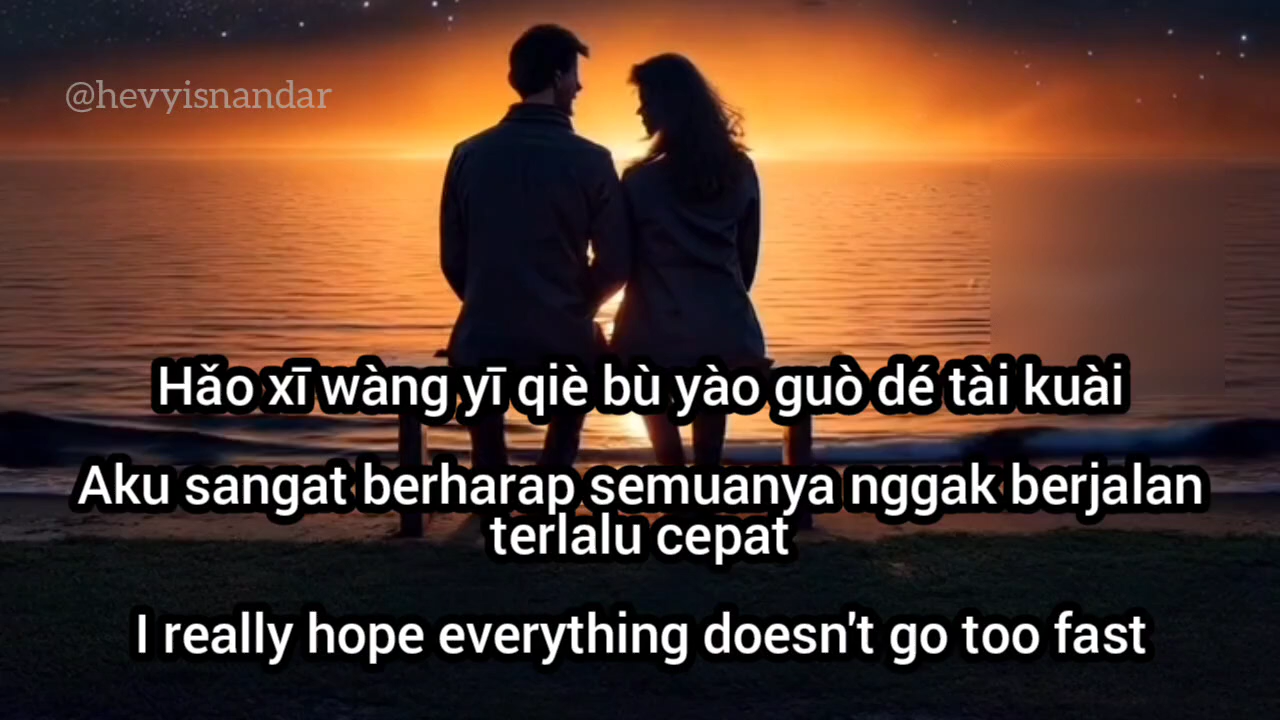 @hevyisnandar
Hǎo xī wàng yī qiè bù yào guò dé tài kuài
Aku sangat berharap semuanya nggak berjalan
terlalu cepat
I really hope everything doesn't go too fast